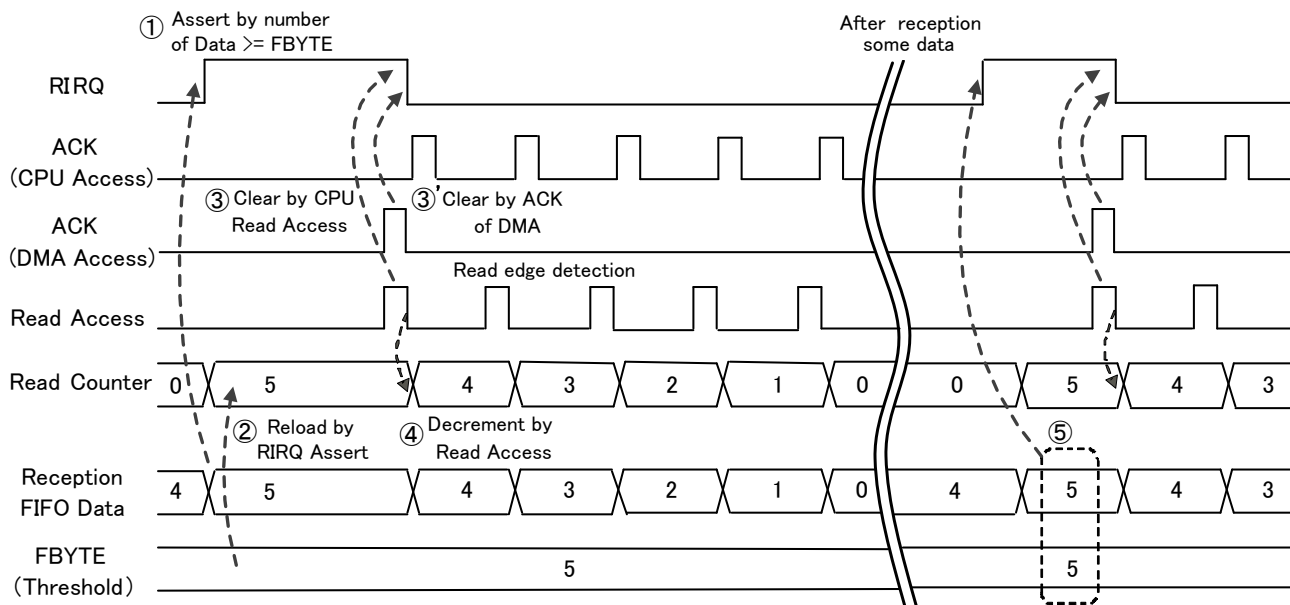 ① Assert by number
of Data >= FBYTE
After reception
some data
RIRQ
ACK
(CPU Access)
③ Clear by CPU
Read Access
③' Clear by ACK
of DMA
ACK
(DMA Access)
Read edge detection
Read Access
Read Counter
0 5 4 3 2 1 0 0 5 4 3
② Reload by
RIRQ Assert
④ Decrement by
Read Access
⑤
Reception
FIFO Data
4 5 4 3 2 1 0 4 5 4 3
FBYTE
(Threshold)
5 5